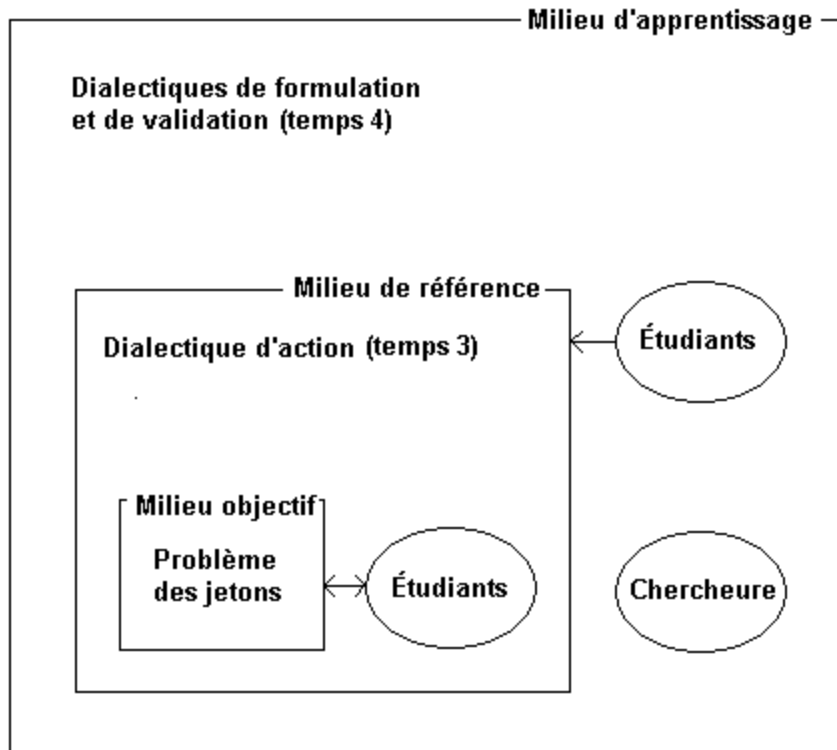 Milieu d'apprentissage
Dialectiques de formulation
et de validation (temps 4)
Milieu de référence
Dialectique d'action (temps 3)
Étudiants
Milieu objectif
Problème
des jetons
Étudiants
Chercheure